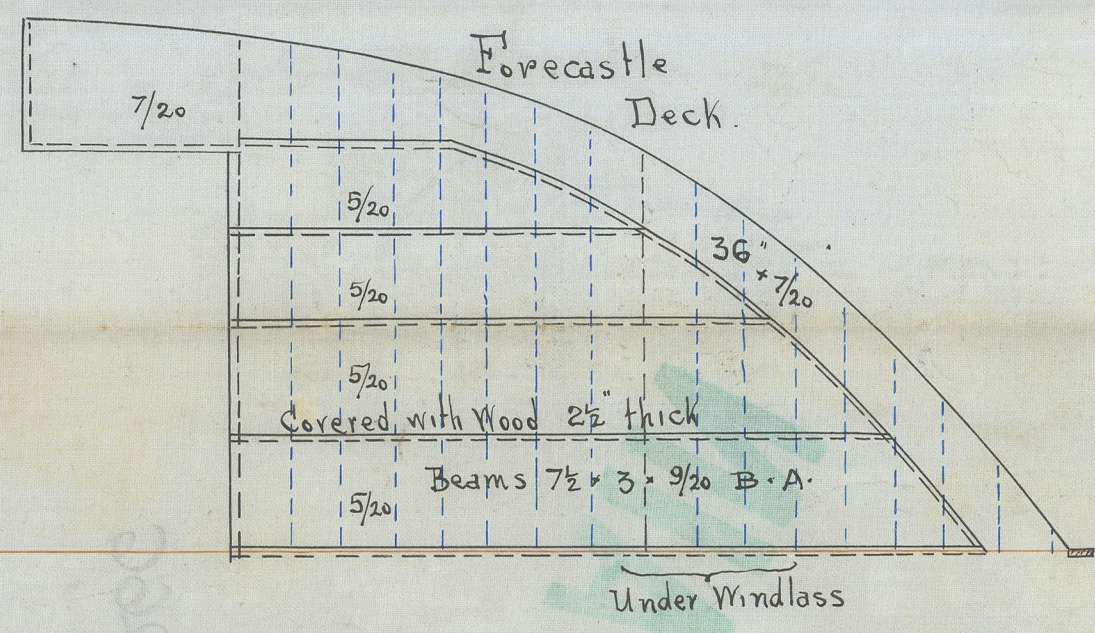 Forecastle
Deck.
7/20
5/20
36" × 7/20
5/20
5/20
Covered with Wood 2½" thick
Beams 7½ × 3 × 9/20 B. A.
5/20
Under Windlass